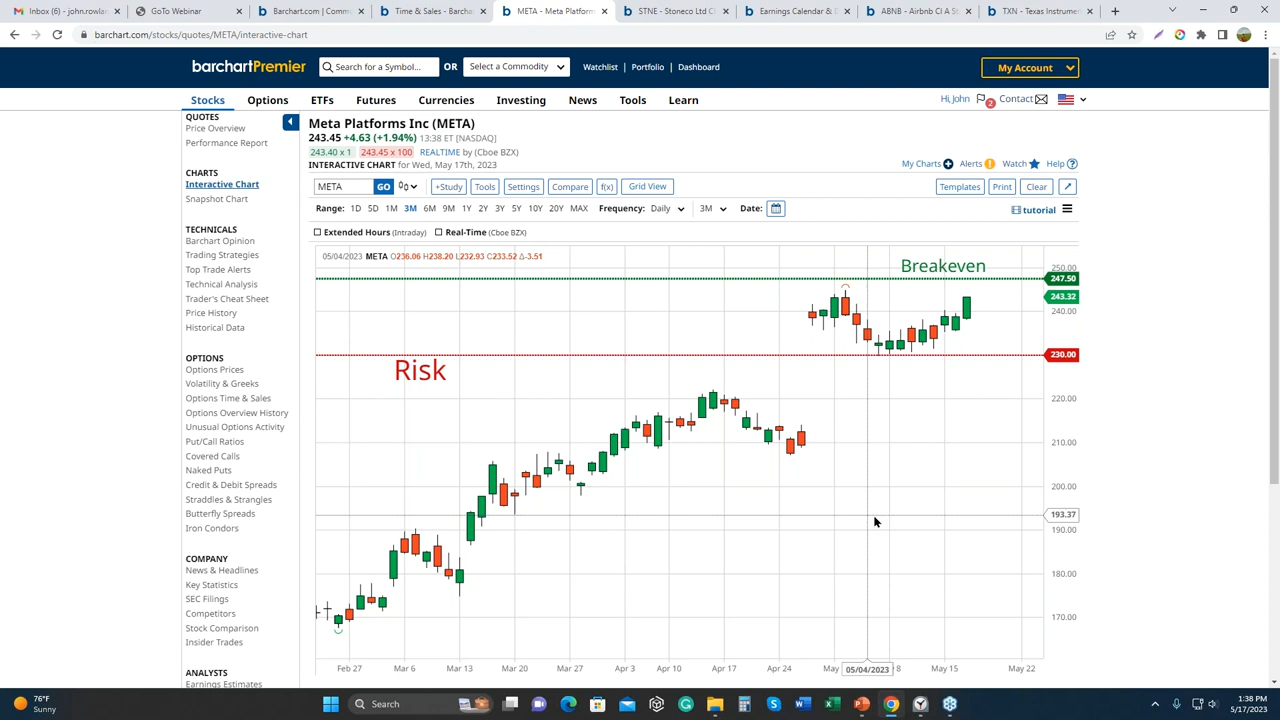 Inbox (6) - john.rowlan
GoTo Webinar
Barchart.com | Commo
Time & Sales - Barchart
META - Meta Platforms
STNE - Stoneco Ltd Cl
Earnings Calendar & D
ABNB - Airbnb Cl A St
TXN - Texas Instrumen
barchart.com/stocks/quotes/META/interactive-chart
barchartPremier
Search for a Symbol...
OR
Select a Commodity
Watchlist
Portfolio
Dashboard
My Account
Stocks
Options
ETFs
Futures
Currencies
Investing
News
Tools
Learn
Hi, John
2
Contact
QUOTES
Price Overview
Performance Report
CHARTS
Interactive Chart
Snapshot Chart
TECHNICALS
Barchart Opinion
Trading Strategies
Top Trade Alerts
Technical Analysis
Trader's Cheat Sheet
Price History
Historical Data
OPTIONS
Options Prices
Volatility & Greeks
Options Time & Sales
Options Overview History
Unusual Options Activity
Put/Call Ratios
Covered Calls
Naked Puts
Credit & Debit Spreads
Straddles & Strangles
Butterfly Spreads
Iron Condors
COMPANY
News & Headlines
Key Statistics
SEC Filings
Competitors
Stock Comparison
Insider Trades
ANALYSTS
Earnings Estimates
Meta Platforms Inc (META)
243.45 +4.63 (+1.94%) 13:38 ET [NASDAQ]
243.40 x 1 243.45 x 100 REALTIME by (Cboe BZX)
INTERACTIVE CHART for Wed, May 17th, 2023
My Charts
Alerts
Watch
Help
META
GO
+Study
Tools
Settings
Compare
f(x)
Grid View
Templates
Print
Clear
Range: 1D 5D 1M 3M 6M 9M 1Y 2Y 3Y 5Y 10Y 20Y MAX
Frequency: Daily
3M
Date:
tutorial
Extended Hours (Intraday)
Real-Time (Cboe BZX)
05/04/2023 META O236.06 H238.20 L232.93 C233.52 Δ-3.51
Breakeven
Risk
250.00
247.50
243.32
240.00
230.00
220.00
210.00
200.00
193.37
190.00
180.00
170.00
Feb 27
Mar 6
Mar 13
Mar 20
Mar 27
Apr 3
Apr 10
Apr 17
Apr 24
May
05/04/2023
8
May 15
May 22
76°F
Sunny
Search
1:38 PM
5/17/2023